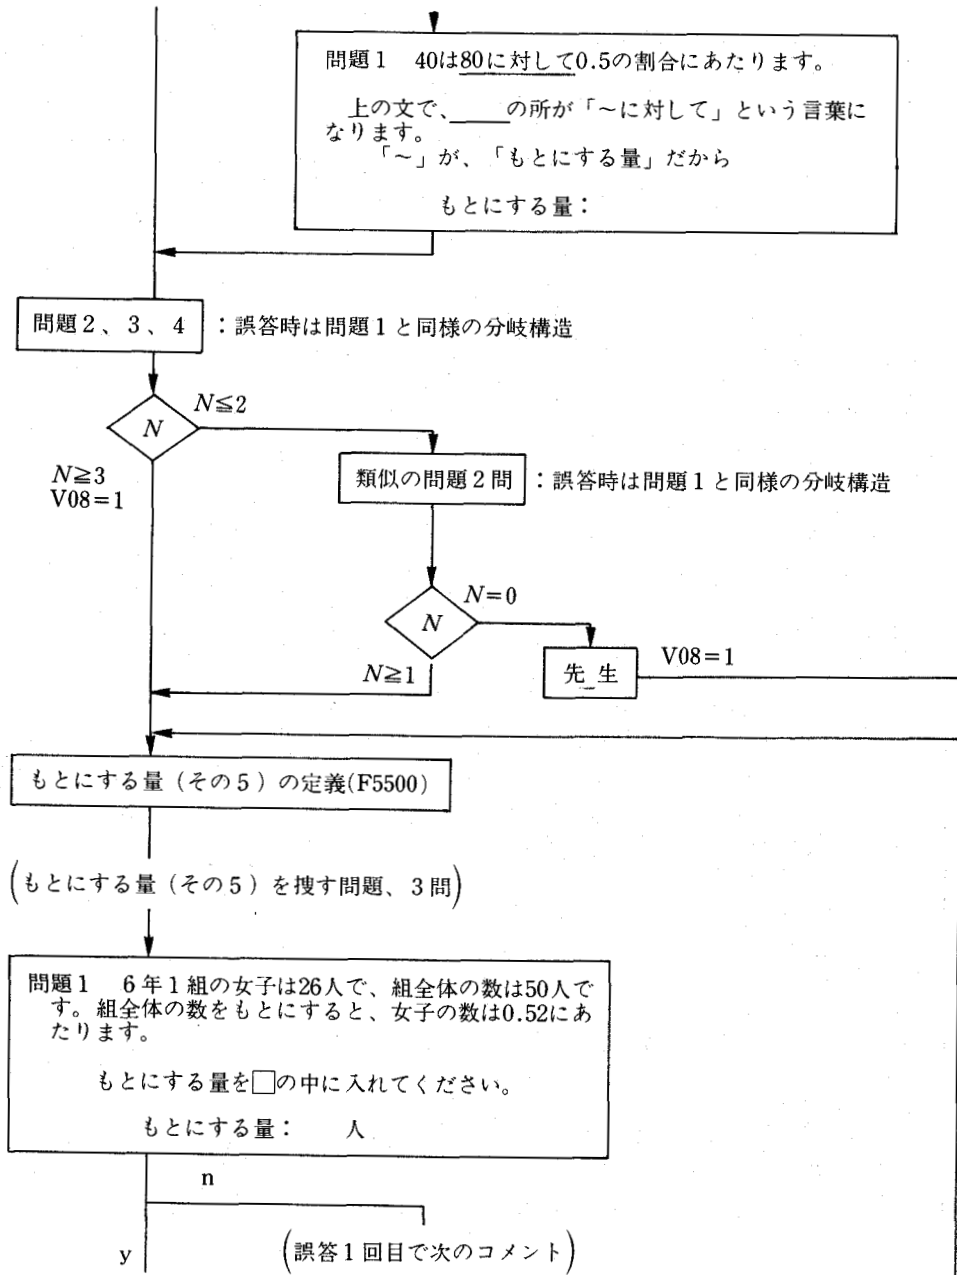 問題1 40は80に対して0.5の割合にあたります。
上の文で、____の所が「～に対して」という言葉に
なります。
「～」が、「もとにする量」だから
もとにする量：
問題2、3、4 ：誤答時は問題1と同様の分岐構造
N N≦2
N≧3
V08=1
類似の問題2問 ：誤答時は問題1と同様の分岐構造
N N=0
N≧1
先生 V08=1
もとにする量（その5）の定義(F5500)
(もとにする量（その5）を捜す問題、3問)
問題1 6年1組の女子は26人で、組全体の数は50人で
す。組全体の数をもとにすると、女子の数は0.52にあ
たります。
もとにする量を□の中に入れてください。
もとにする量： 人
n
y (誤答1回目で次のコメント)